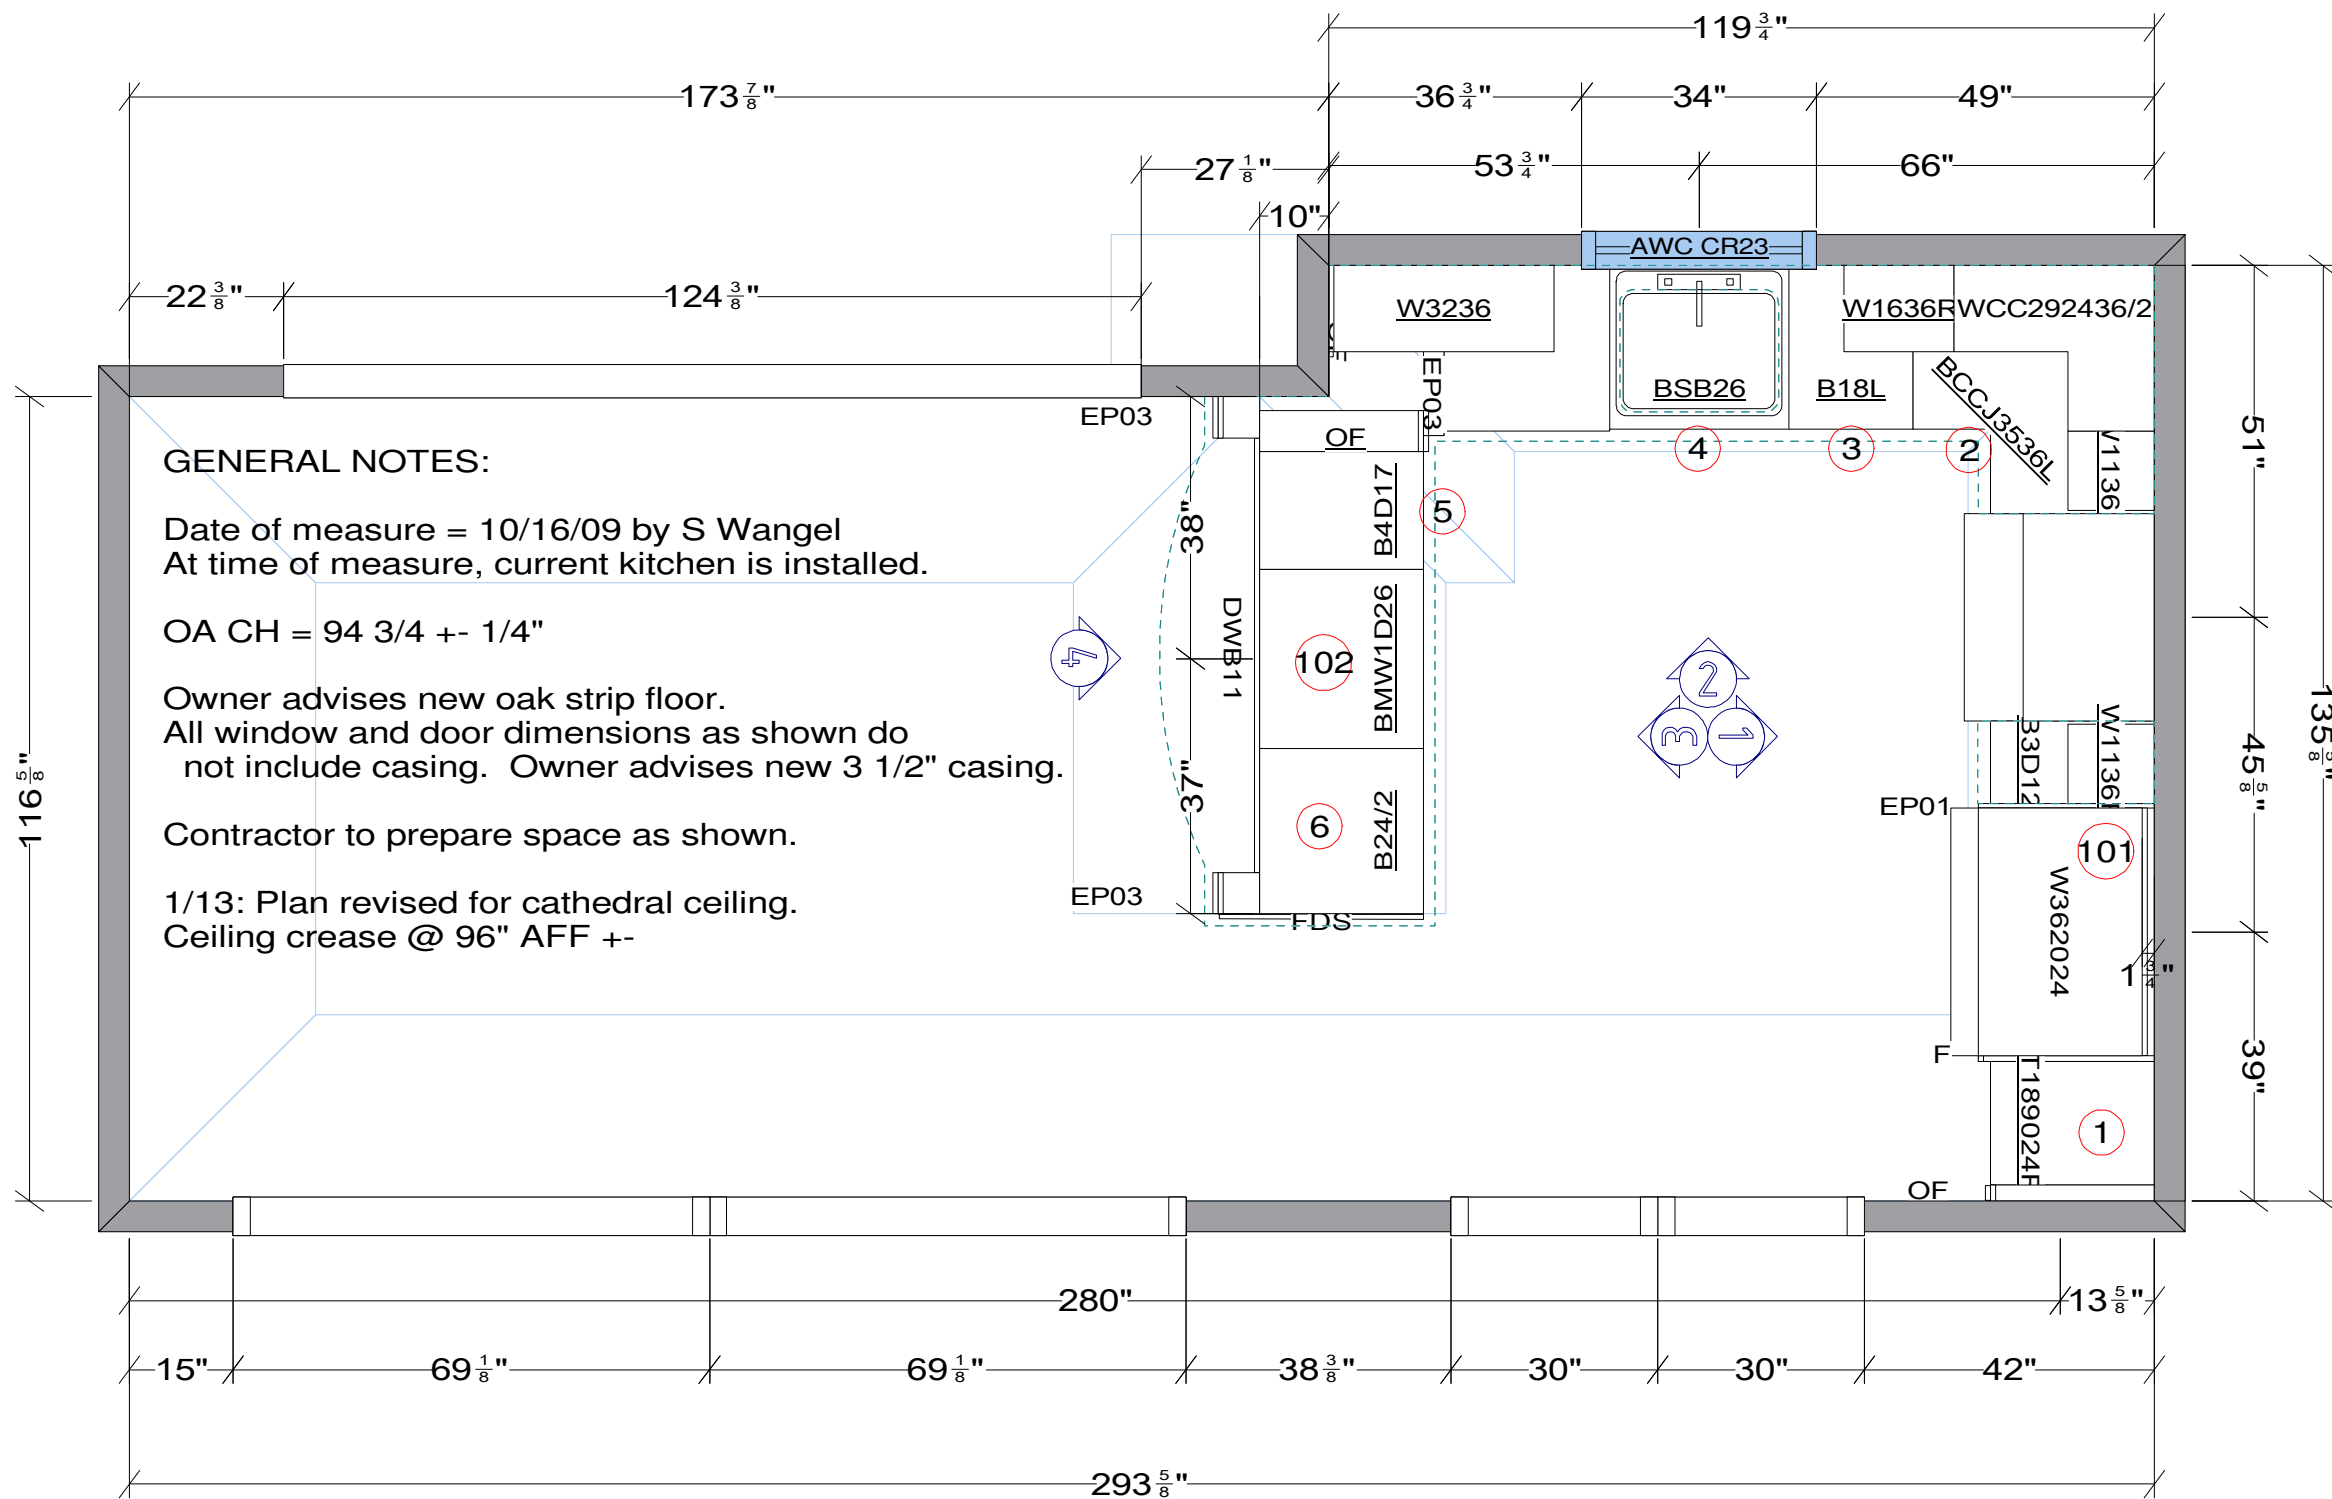 119 3/4"
173 7/8"
36 3/4"
34"
49"
27 1/8"
53 3/4"
66"
10"
AWC CR23
22 3/8"
124 3/8"
W3236
W1636R
WCC292436/2
BSB26
B18L
BCCJ3536L
EP03
EP03
OF
W1136
51"
4
3
2
GENERAL NOTES:
Date of measure = 10/16/09 by S Wangel
At time of measure, current kitchen is installed.
OA CH = 94 3/4 +- 1/4"
Owner advises new oak strip floor.
All window and door dimensions as shown do
not include casing. Owner advises new 3 1/2" casing.
Contractor to prepare space as shown.
1/13: Plan revised for cathedral ceiling.
Ceiling crease @ 96" AFF +-
38"
B4D17
5
DWB11
102
BMW1D26
4
2
3
1
37"
6
B24/2
EP03
FDS
B3D12
W1136
EP01
101
W362024
1 3/4"
45 5/8"
135 5/8"
116 5/8"
39"
F
T189024
1
OF
280"
13 5/8"
15"
69 1/8"
69 1/8"
38 3/8"
30"
30"
42"
293 5/8"